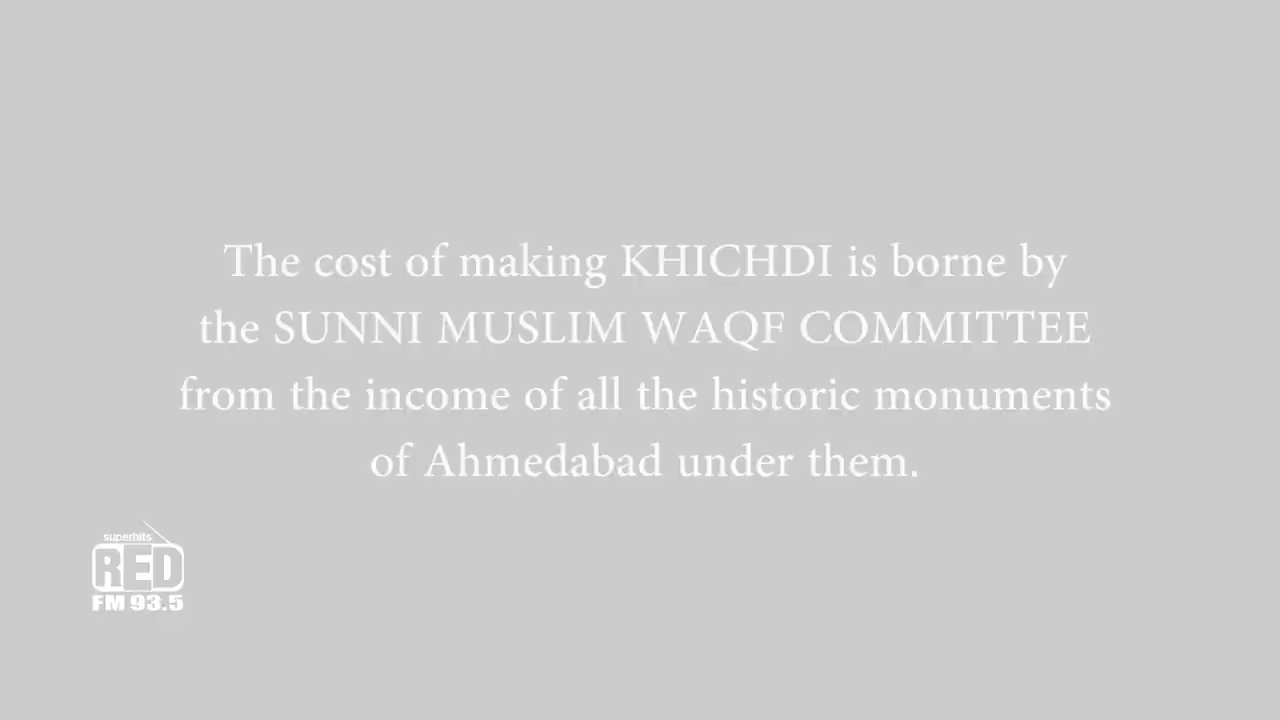 The cost of making KHICHDI is borne by
the SUNNI MUSLIM WAQF COMMITTEE
from the income of all the historic monuments
of Ahmedabad under them.
superhits
RED
FM 93.5